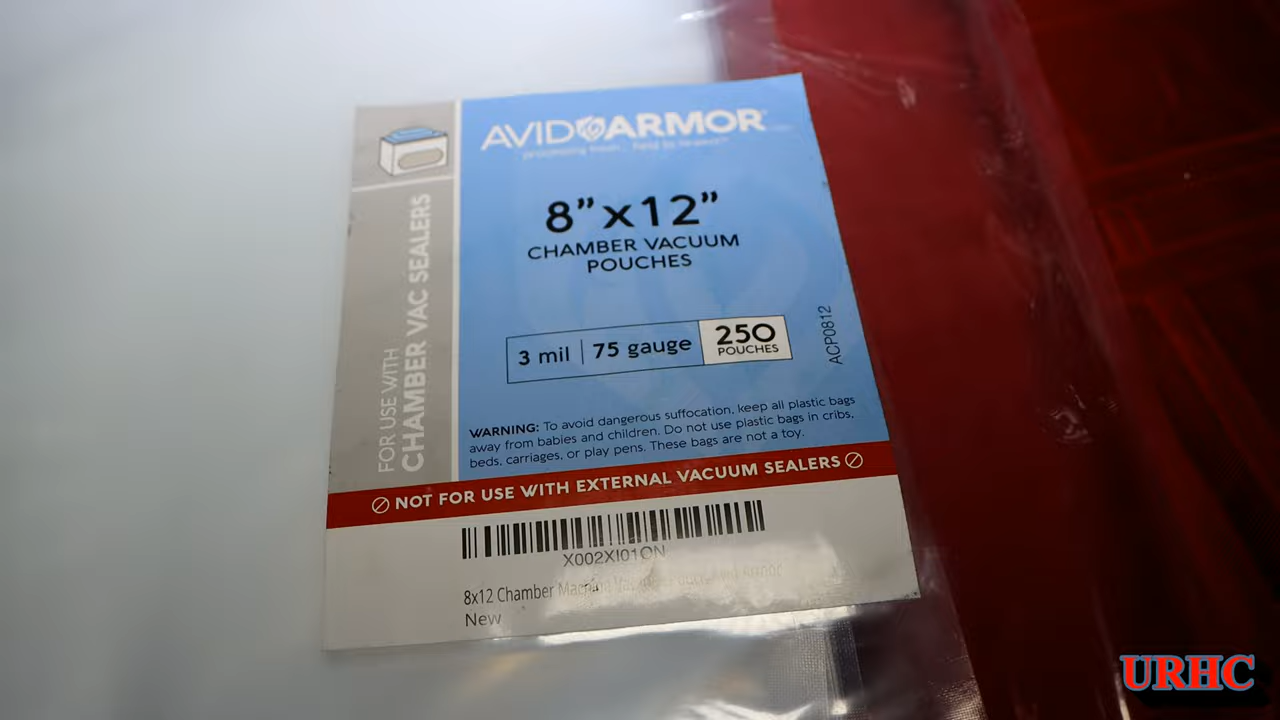 AVID ARMOR
8”x12”
CHAMBER VACUUM
POUCHES
3 mil | 75 gauge
250
POUCHES
ACP0812
FOR USE WITH
CHAMBER VAC SEALERS
WARNING: To avoid dangerous suffocation, keep all plastic bags
away from babies and children. Do not use plastic bags in cribs,
beds, carriages, or play pens. These bags are not a toy.
NOT FOR USE WITH EXTERNAL VACUUM SEALERS
8x12 Chamber
New
URHC